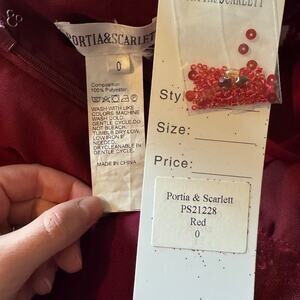 PORTIA&SCARLETT
0
Composition
100% Polyester
WASH WITH LIKE
COLORS MACHINE
WASH COLD.
GENTLE CYCLE DO
NOT BLEACH.
TUMBLE DRY LOW.
LOW IRON IF
NEEDED.
DRYCLEANABLE IN
GENTLE CYCLE.
MADE IN CHINA
TIA&SCARLETT
Sty
Size:
Price:
Portia & Scarlett
PS21228
Red
0